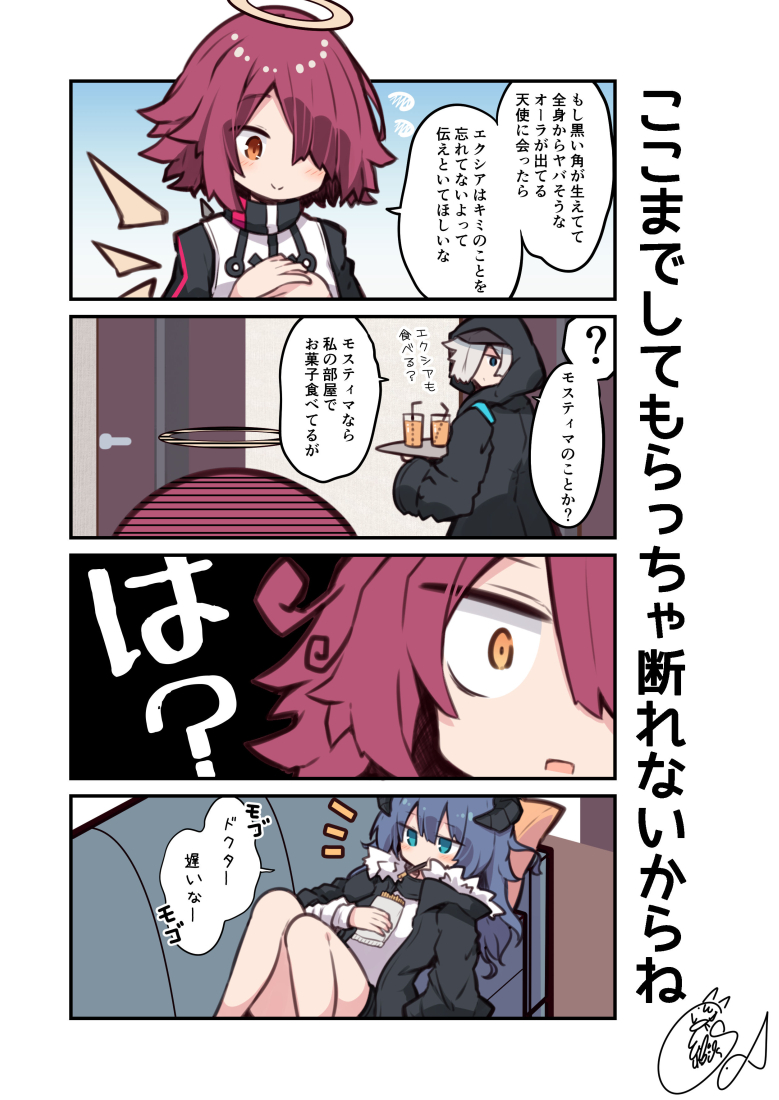 ここまでしてもらっちゃ断れないからね
もし黒い角が生えてて
全身からヤバそうな
オーラが出てる
天使に会ったら
エクシアはキミのことを
忘れてないよって
伝えといてほしいな
?
モスティマのことか?
エクシアも
食べる?
モスティマなら
私の部屋で
お菓子食べてるが
は?
モゴ
ドクター
遅いなー
モゴ